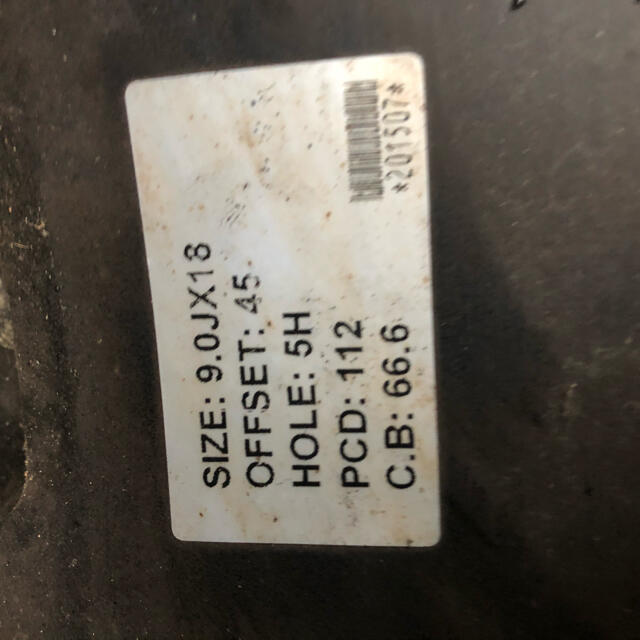 SIZE: 9.0JX18
OFFSET: 45
HOLE: 5H
PCD: 112
C.B: 66.6
*201507*